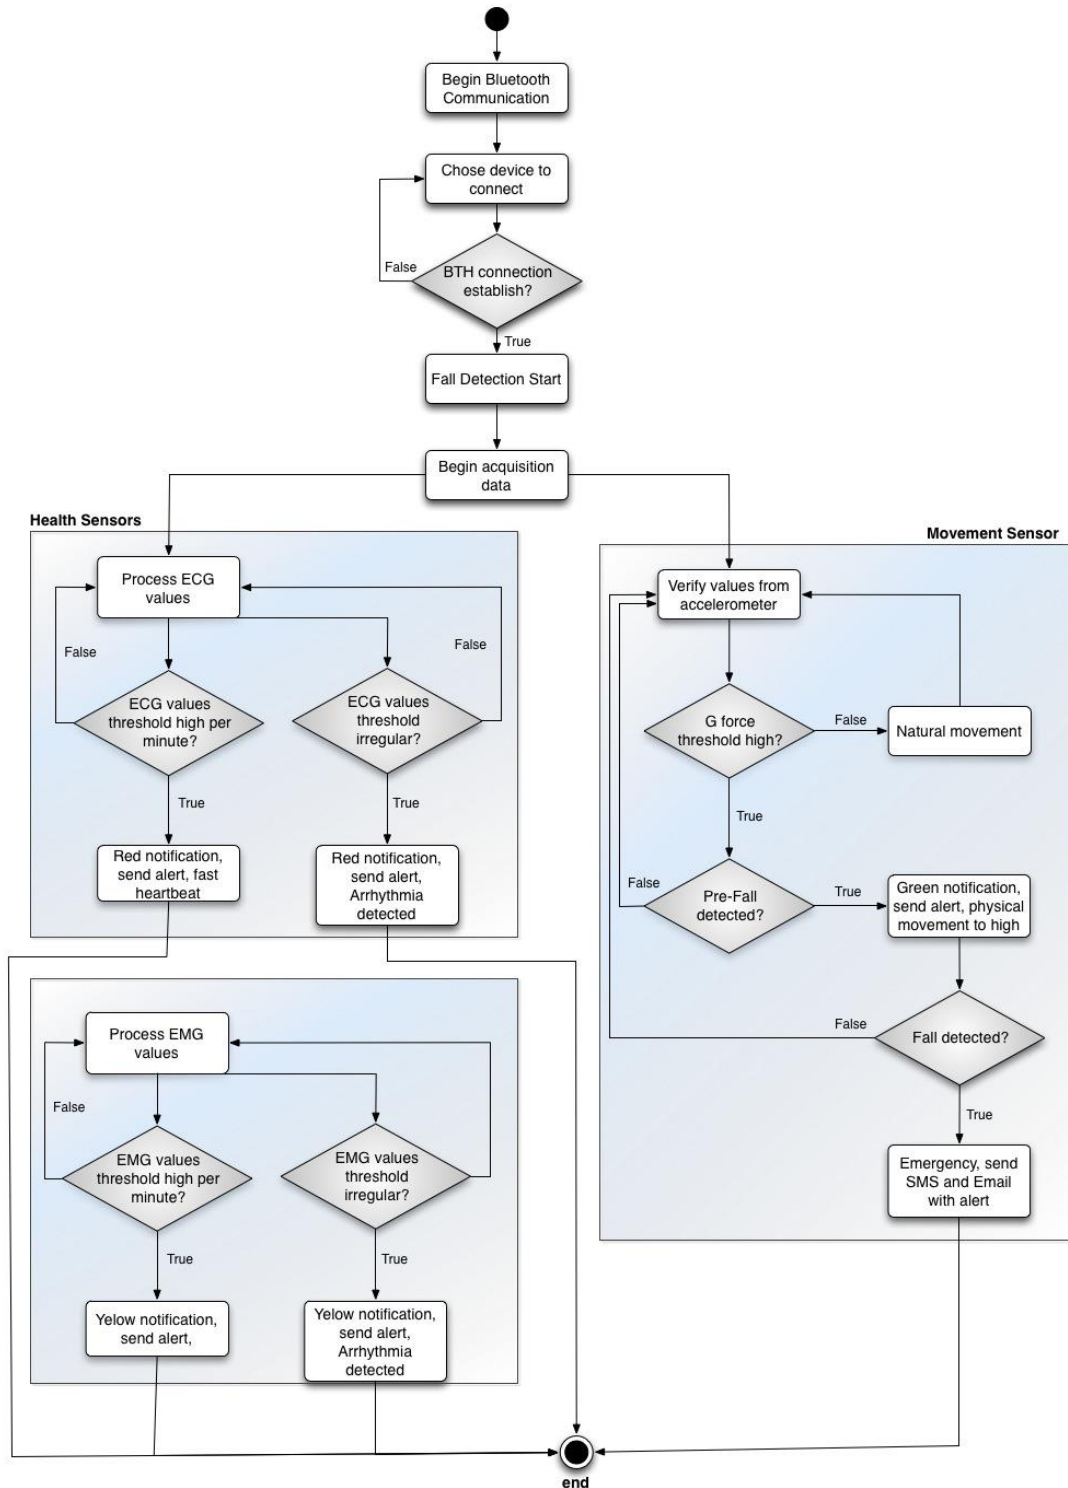 Begin Bluetooth
Communication
Chose device to
connect
False
BTH connection
establish?
True
Fall Detection Start
Begin acquisition
data
Health Sensors
Process ECG
values
False
False
ECG values
threshold high per
minute?
ECG values
threshold
irregular?
True
True
Red notification,
send alert, fast
heartbeat
Red notification,
send alert,
Arrhythmia
detected
Process EMG
values
False
EMG values
threshold high per
minute?
EMG values
threshold
irregular?
True
True
Yelow notification,
send alert,
Yelow notification,
send alert,
Arrhythmia
detected
Movement Sensor
Verify values from
accelerometer
G force
threshold high?
False
Natural movement
True
False
Pre-Fall
detected?
True
Green notification,
send alert, physical
movement to high
False
Fall detected?
True
Emergency, send
SMS and Email
with alert
end